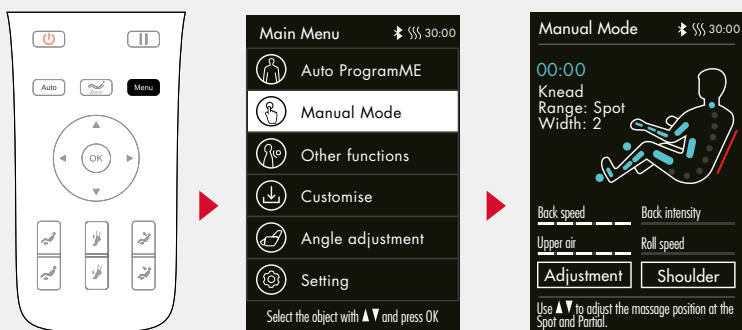 Auto
Zero
Menu
OK
Main Menu 30:00
Auto ProgramME
Manual Mode
Other functions
Customise
Angle adjustment
Setting
Select the object with ▲▼ and press OK
Manual Mode 30:00
00:00
Knead
Range: Spot
Width: 2
Back speed Back intensity
Upper air Roll speed
Adjustment Shoulder
Use ▲▼ to adjust the massage position at the
Spot and Partial.